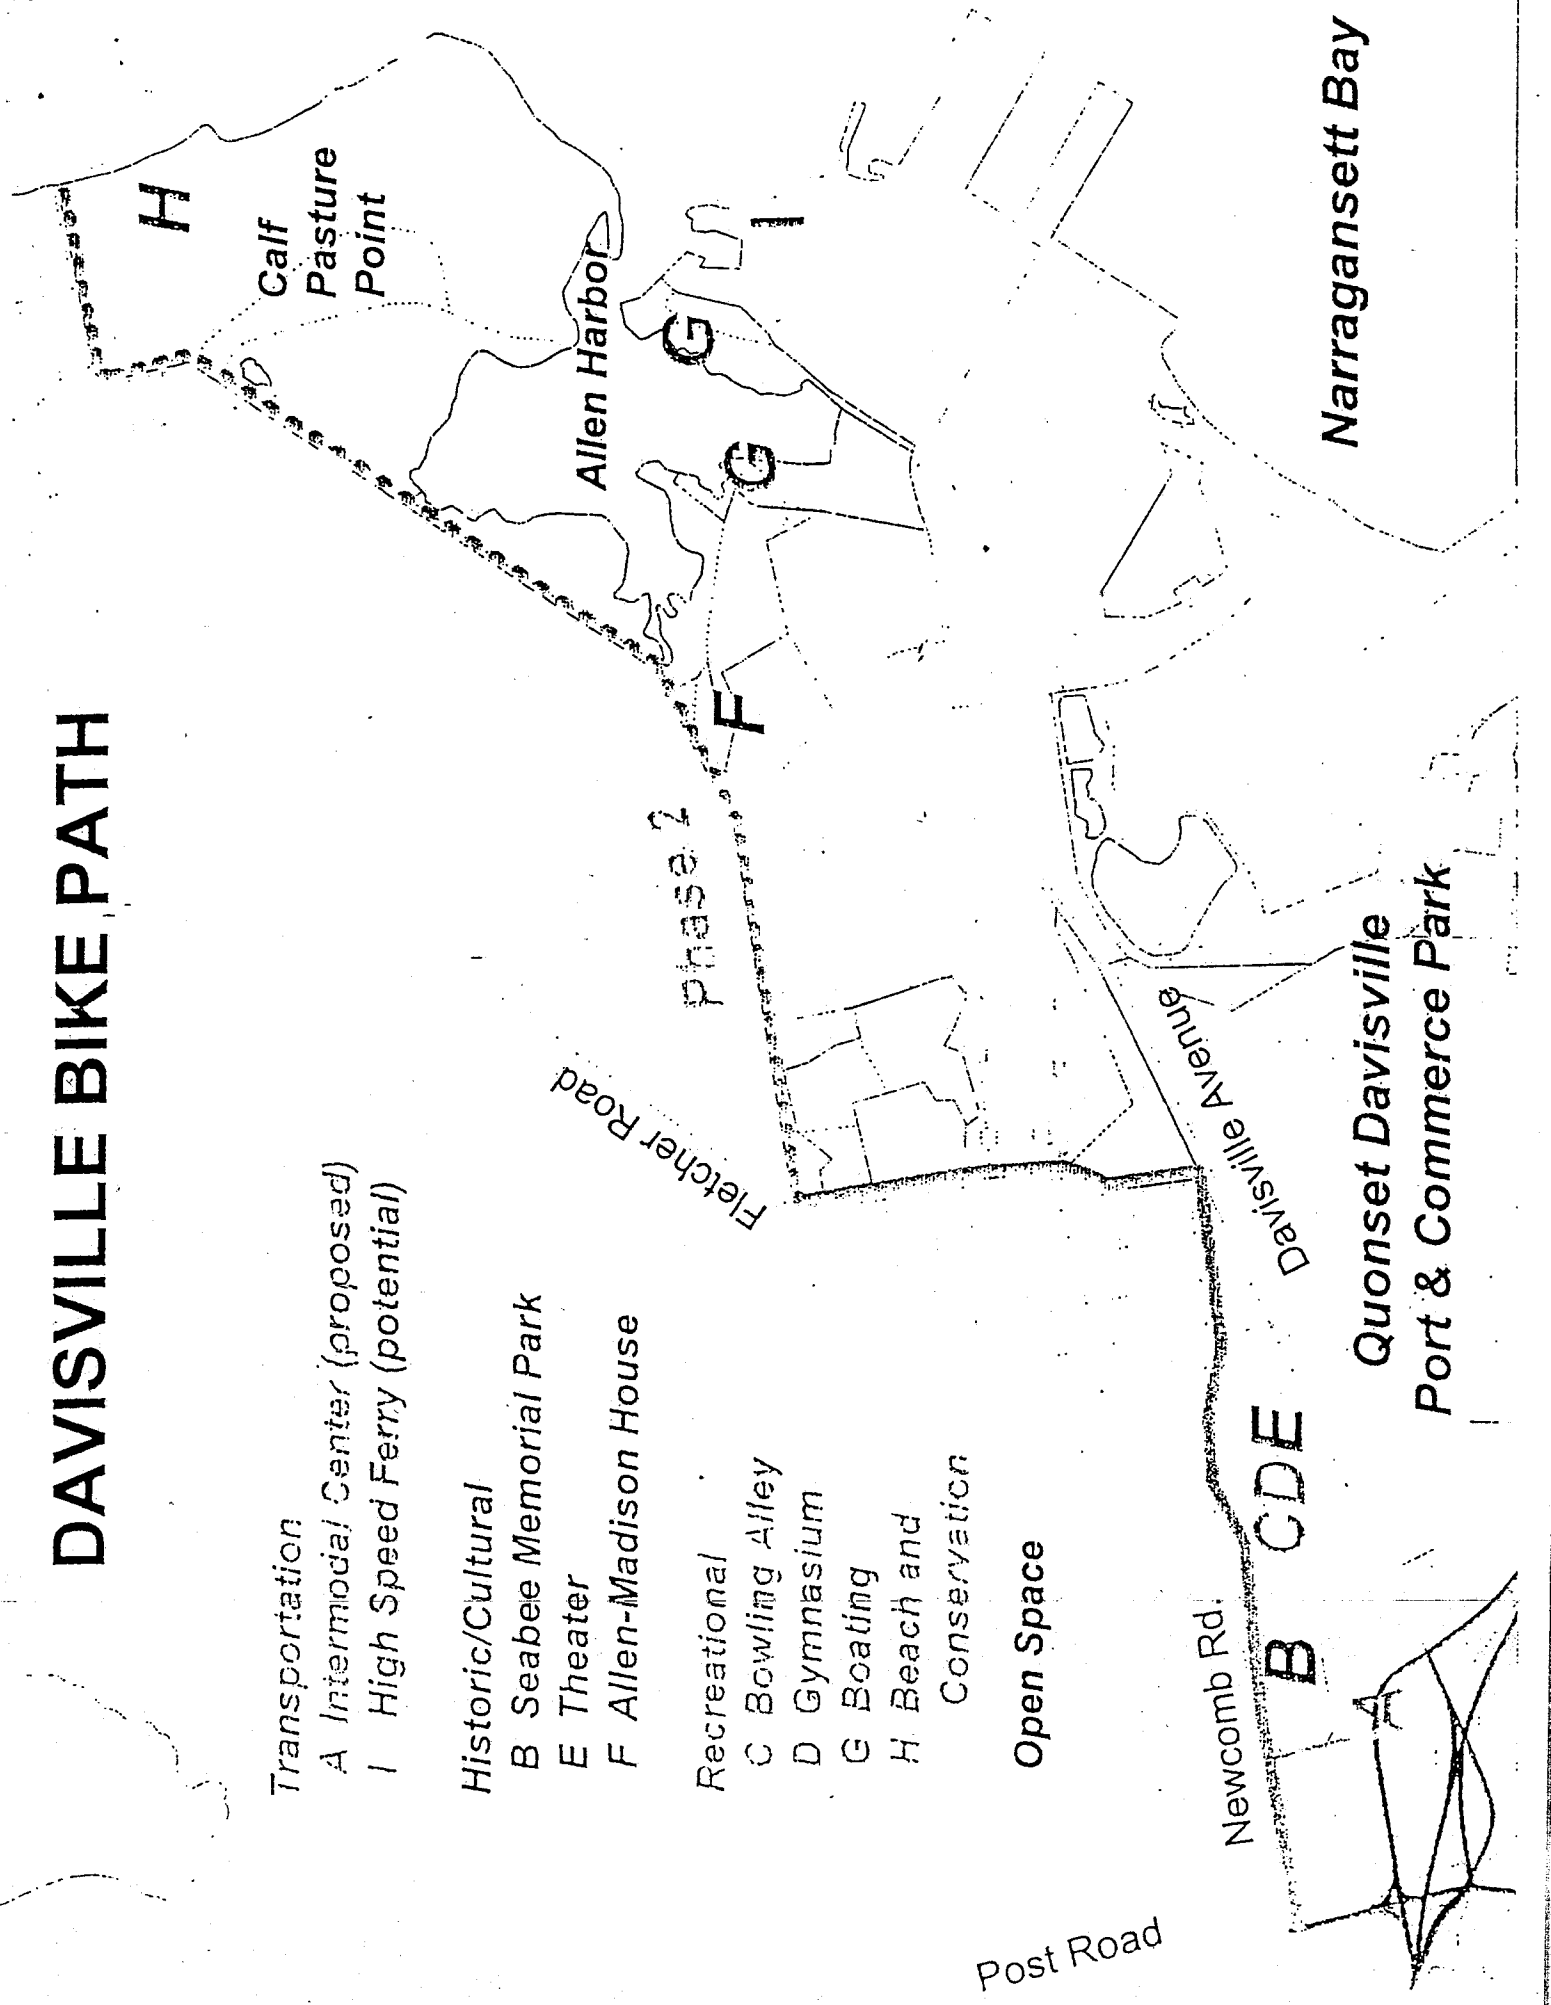 DAVISVILLE BIKE PATH
Transportation
A Intermodal Center (proposed)
I High Speed Ferry (potential)
Historic/Cultural
B Seabee Memorial Park
E Theater
F Allen-Madison House
Recreational
C Bowling Alley
D Gymnasium
G Boating
H Beach and
Conservation
Open Space
H
Calf
Pasture
Point
Allen Harbor
G
G
I
F
Phase 2
Fletcher Road
Davisville Avenue
Narragansett Bay
Quonset Davisville
Port & Commerce Park
Newcomb Rd.
B CDE
A
Post Road